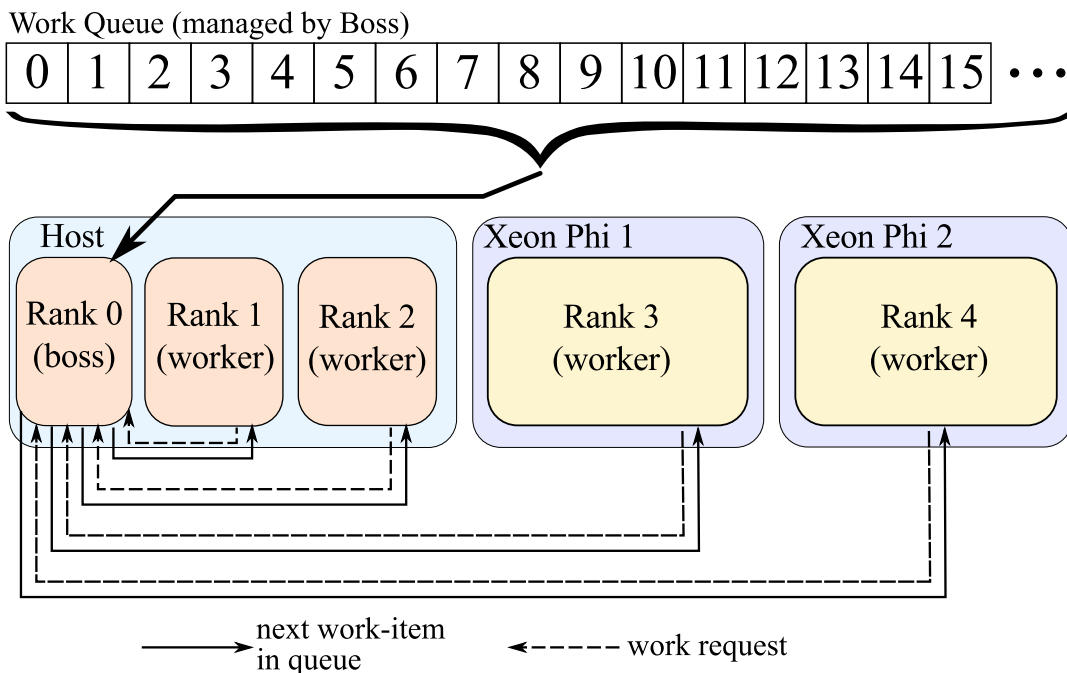 Work Queue (managed by Boss)
0 1 2 3 4 5 6 7 8 9 10 11 12 13 14 15 ...
Host
Xeon Phi 1
Xeon Phi 2
Rank 0
(boss)
Rank 1
(worker)
Rank 2
(worker)
Rank 3
(worker)
Rank 4
(worker)
next work-item
in queue
work request